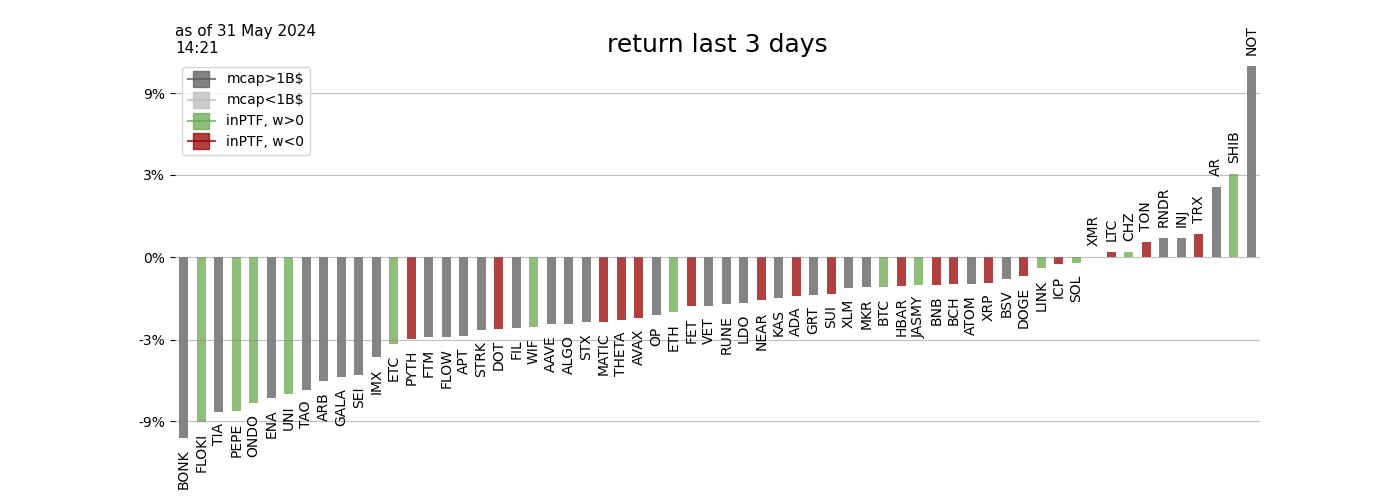 as of 31 May 2024
14:21
return last 3 days
mcap>1B$
mcap<1B$
inPTF, w>0
inPTF, w<0
9%
3%
0%
-3%
-9%
BONK
FLOKI
TIA
PEPE
ONDO
ENA
UNI
TAO
ARB
GALA
SEI
IMX
ETC
PYTH
FTM
FLOW
APT
STRK
DOT
FIL
WIF
AAVE
ALGO
STX
MATIC
THETA
AVAX
OP
ETH
FET
VET
RUNE
LDO
NEAR
KAS
ADA
GRT
SUI
XLM
MKR
BTC
HBAR
JASMY
BNB
BCH
ATOM
XRP
BSV
DOGE
LINK
ICP
SOL
XMR
LTC
CHZ
TON
RNDR
INJ
TRX
AR
SHIB
NOT